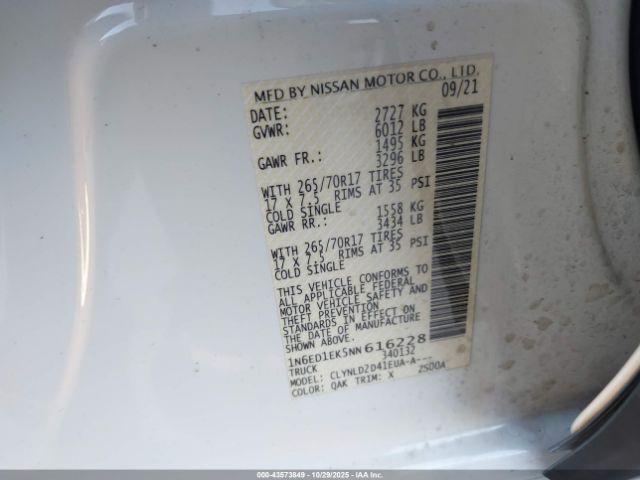 MFD BY NISSAN MOTOR CO., LTD.
DATE: 09/21
GVWR: 2727 KG
6012 LB
GAWR FR.: 1495 KG
3296 LB
WITH 265/70R17 TIRES
17 X 7.5 RIMS AT 35 PSI
COLD SINGLE
GAWR RR.: 1558 KG
3434 LB
WITH 265/70R17 TIRES
17 X 7.5 RIMS AT 35 PSI
COLD SINGLE
THIS VEHICLE CONFORMS TO
ALL APPLICABLE FEDERAL
MOTOR VEHICLE SAFETY AND
THEFT PREVENTION
STANDARDS IN EFFECT ON
THE DATE OF MANUFACTURE
SHOWN ABOVE.
1N6ED1EK5NN616228
TRUCK 340132
MODEL: CLYNLD2D41EUA-A---
COLOR: QAK TRIM: X 2SD0A
000-43573849 | 10/29/2025 | IAAI, Inc.